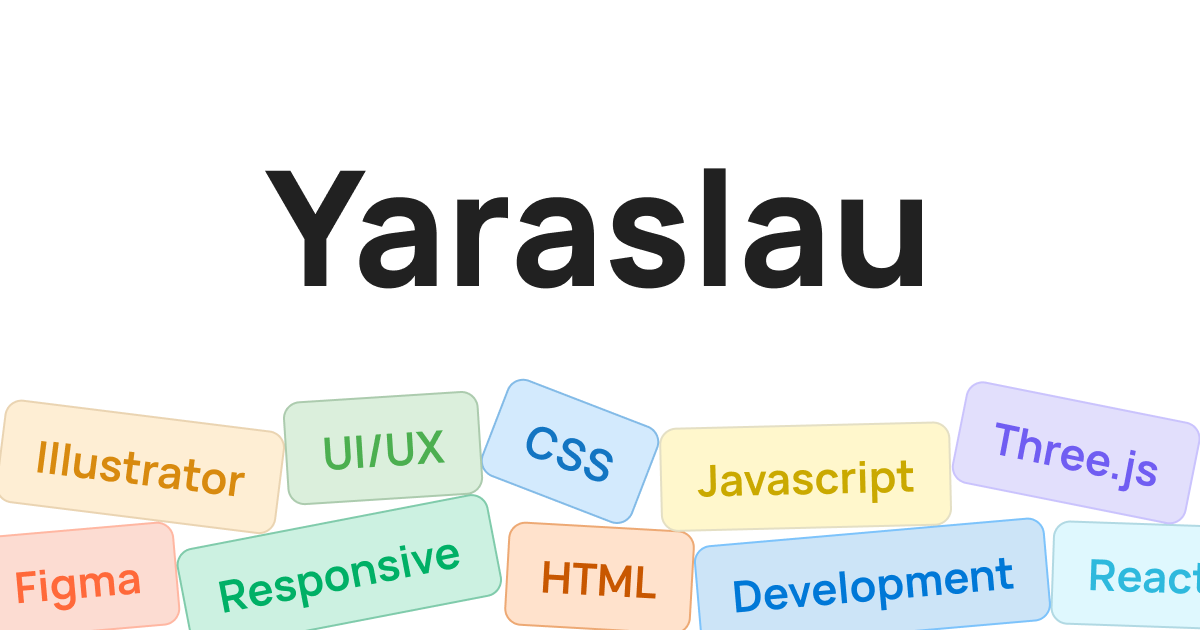 Yaraslau
Illustrator
UI/UX
CSS
Javascript
Three.js
Figma
Responsive
HTML
Development
React